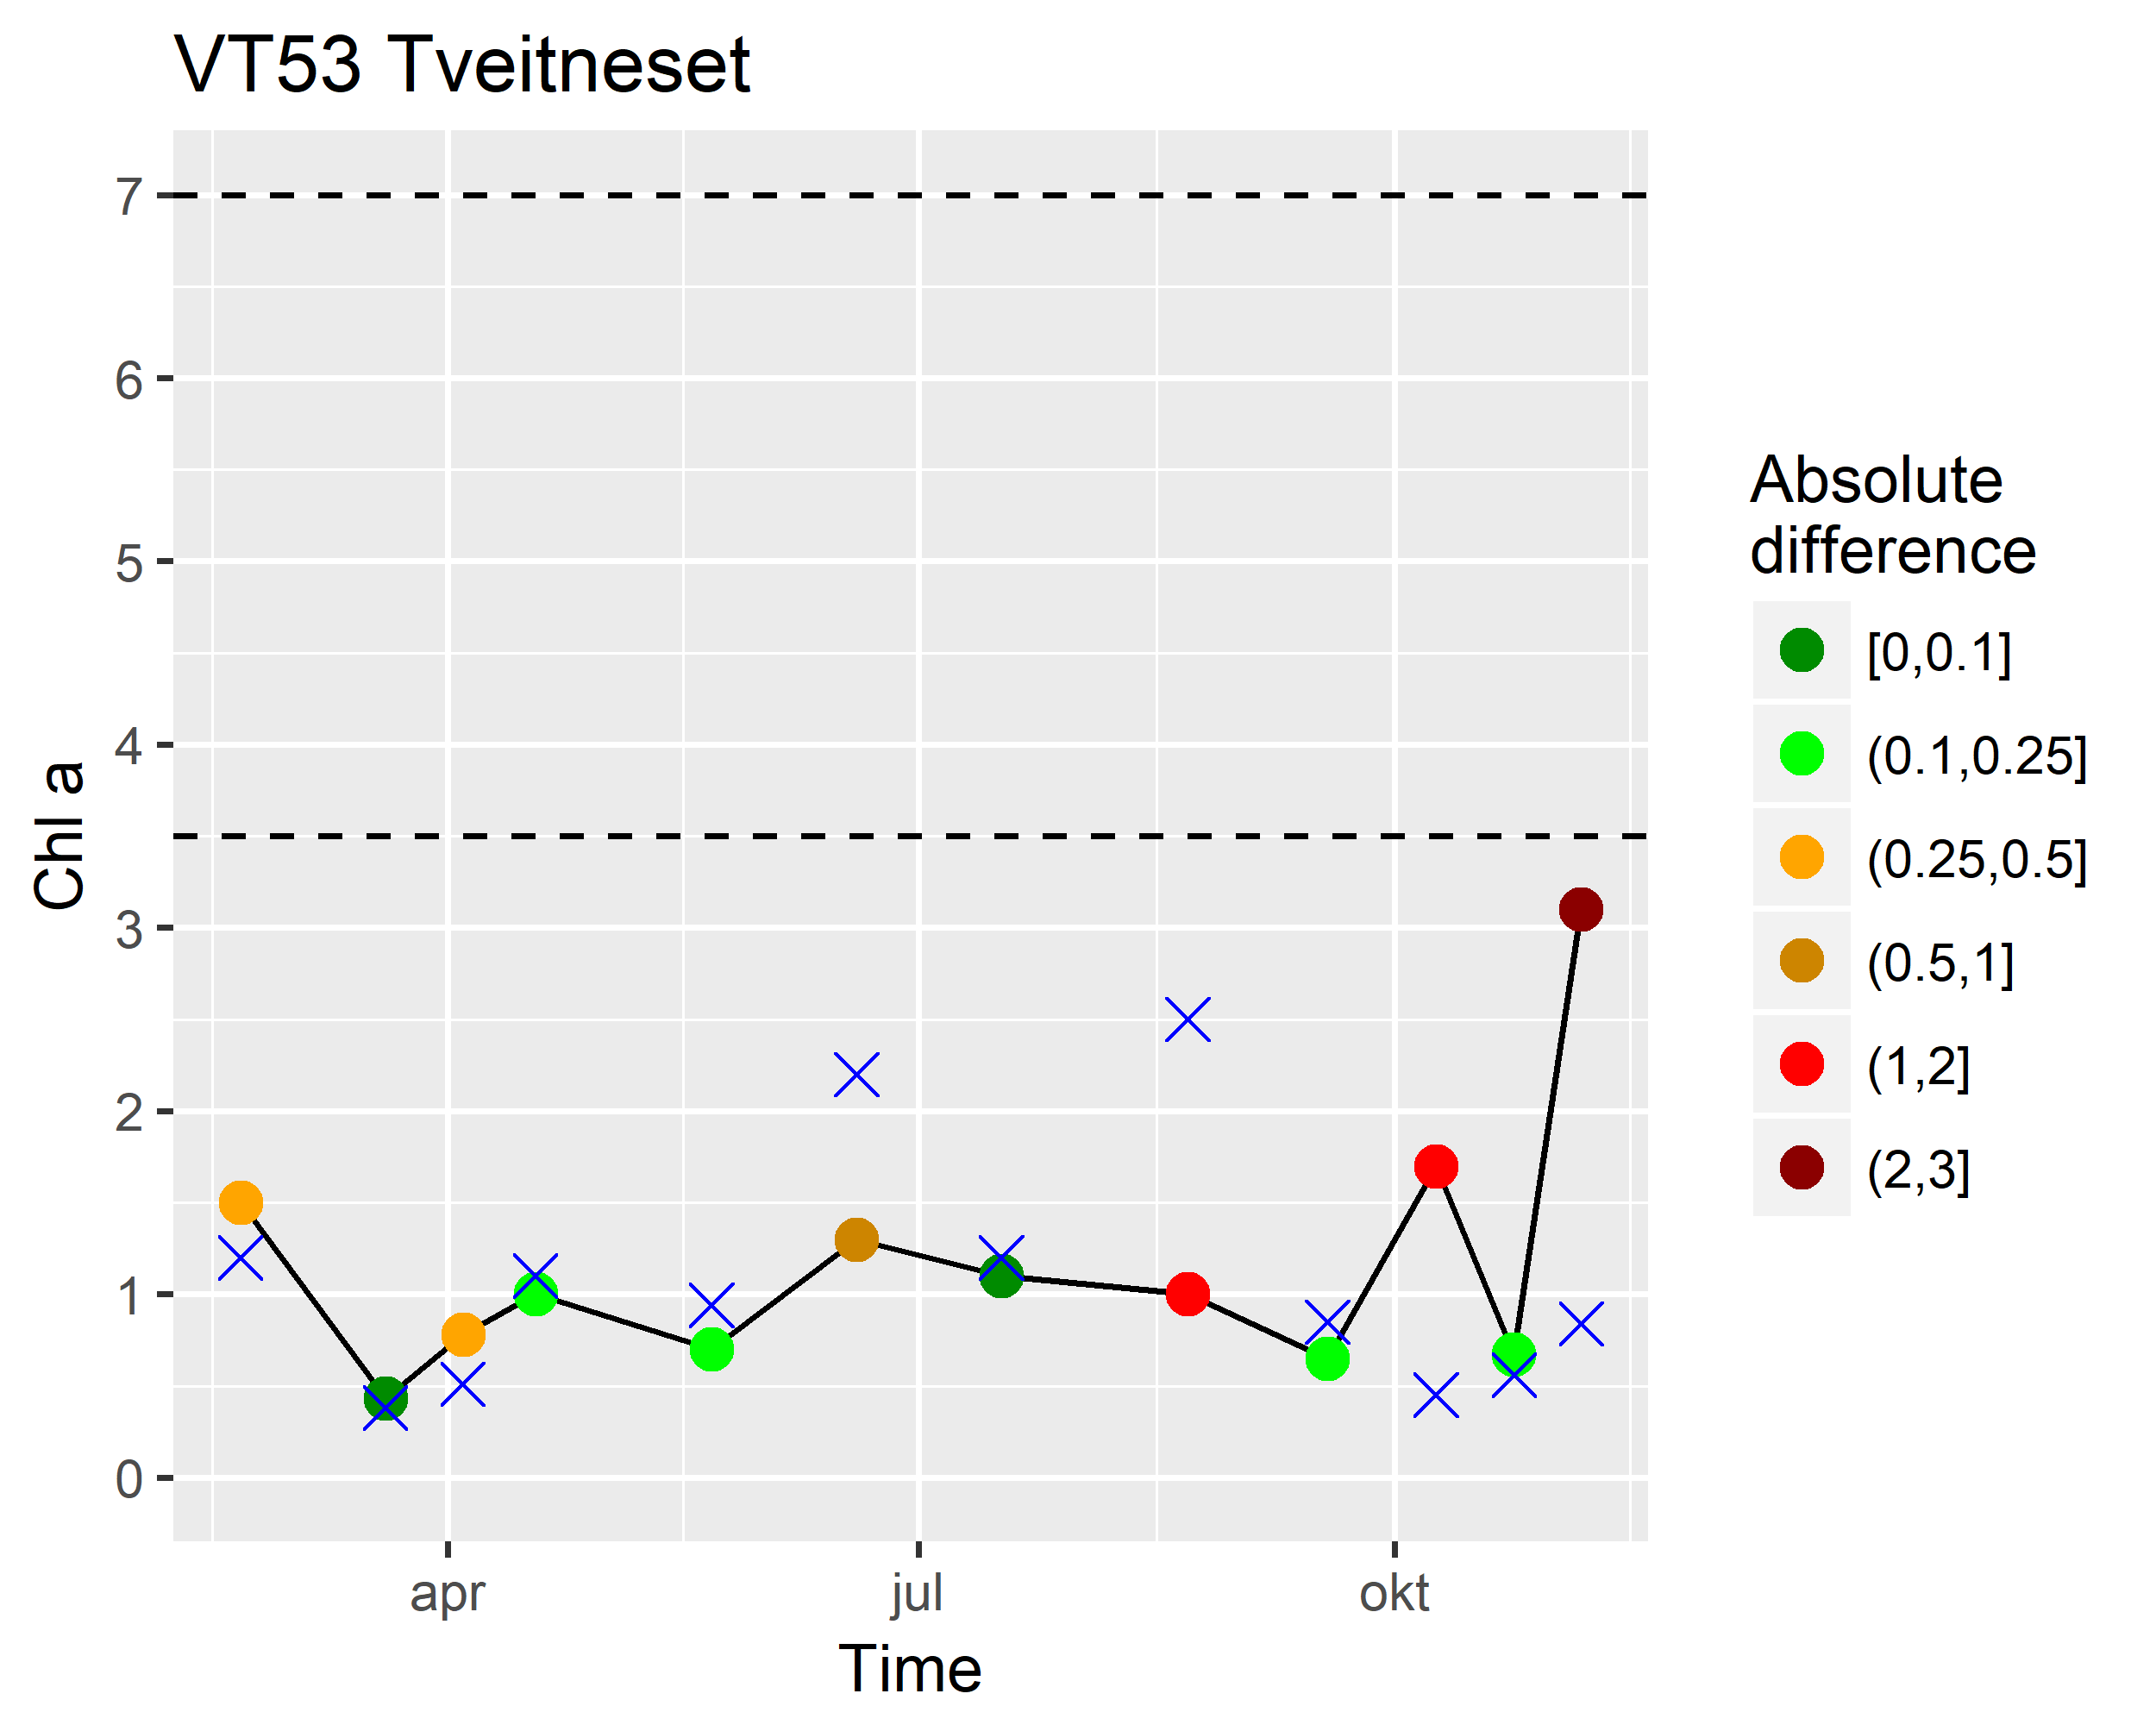 VT53 Tveitneset
7
6
5
4
3
2
1
0
Chl a
apr jul okt
Time
Absolute
difference
[0,0.1]
(0.1,0.25]
(0.25,0.5]
(0.5,1]
(1,2]
(2,3]